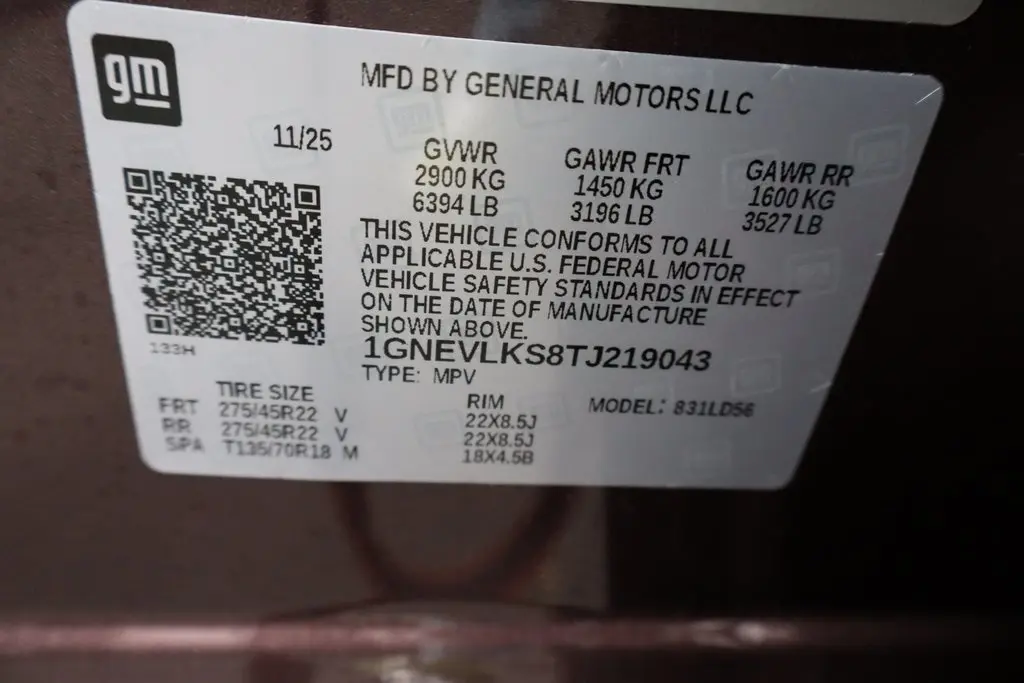 gm
MFD BY GENERAL MOTORS LLC
11/25
GVWR GAWR FRT GAWR RR
2900 KG 1450 KG 1600 KG
6394 LB 3196 LB 3527 LB
THIS VEHICLE CONFORMS TO ALL
APPLICABLE U.S. FEDERAL MOTOR
VEHICLE SAFETY STANDARDS IN EFFECT
ON THE DATE OF MANUFACTURE
SHOWN ABOVE.
133H
1GNEVLKS8TJ219043
TYPE: MPV
TIRE SIZE RIM MODEL: 831LD56
FRT 275/45R22 V 22X8.5J
RR 275/45R22 V 22X8.5J
SPA T135/70R18 M 18X4.5B